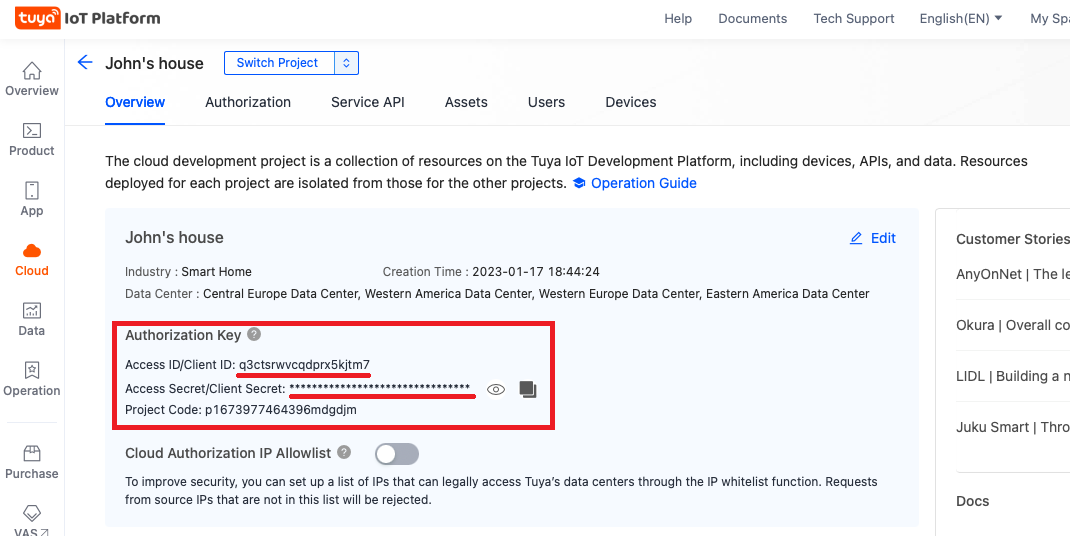 tuya IoT Platform
Help Documents Tech Support English(EN) My Spa
John's house Switch Project
Overview Authorization Service API Assets Users Devices
Overview
Product
App
Cloud
Data
Operation
Purchase
VAS
The cloud development project is a collection of resources on the Tuya IoT Development Platform, including devices, APIs, and data. Resources
deployed for each project are isolated from those for the other projects. Operation Guide
John's house Edit
Industry : Smart Home Creation Time : 2023-01-17 18:44:24
Data Center : Central Europe Data Center, Western America Data Center, Western Europe Data Center, Eastern America Data Center
Authorization Key ?
Access ID/Client ID: q3ctsrwvcqdprx5kjtm7
Access Secret/Client Secret: ********************************
Project Code: p1673977464396mdgdjm
Cloud Authorization IP Allowlist ?
To improve security, you can set up a list of IPs that can legally access Tuya's data centers through the IP whitelist function. Requests
from source IPs that are not in this list will be rejected.
Customer Stories
AnyOnNet | The le
Okura | Overall co
LIDL | Building a n
Juku Smart | Thro
Docs